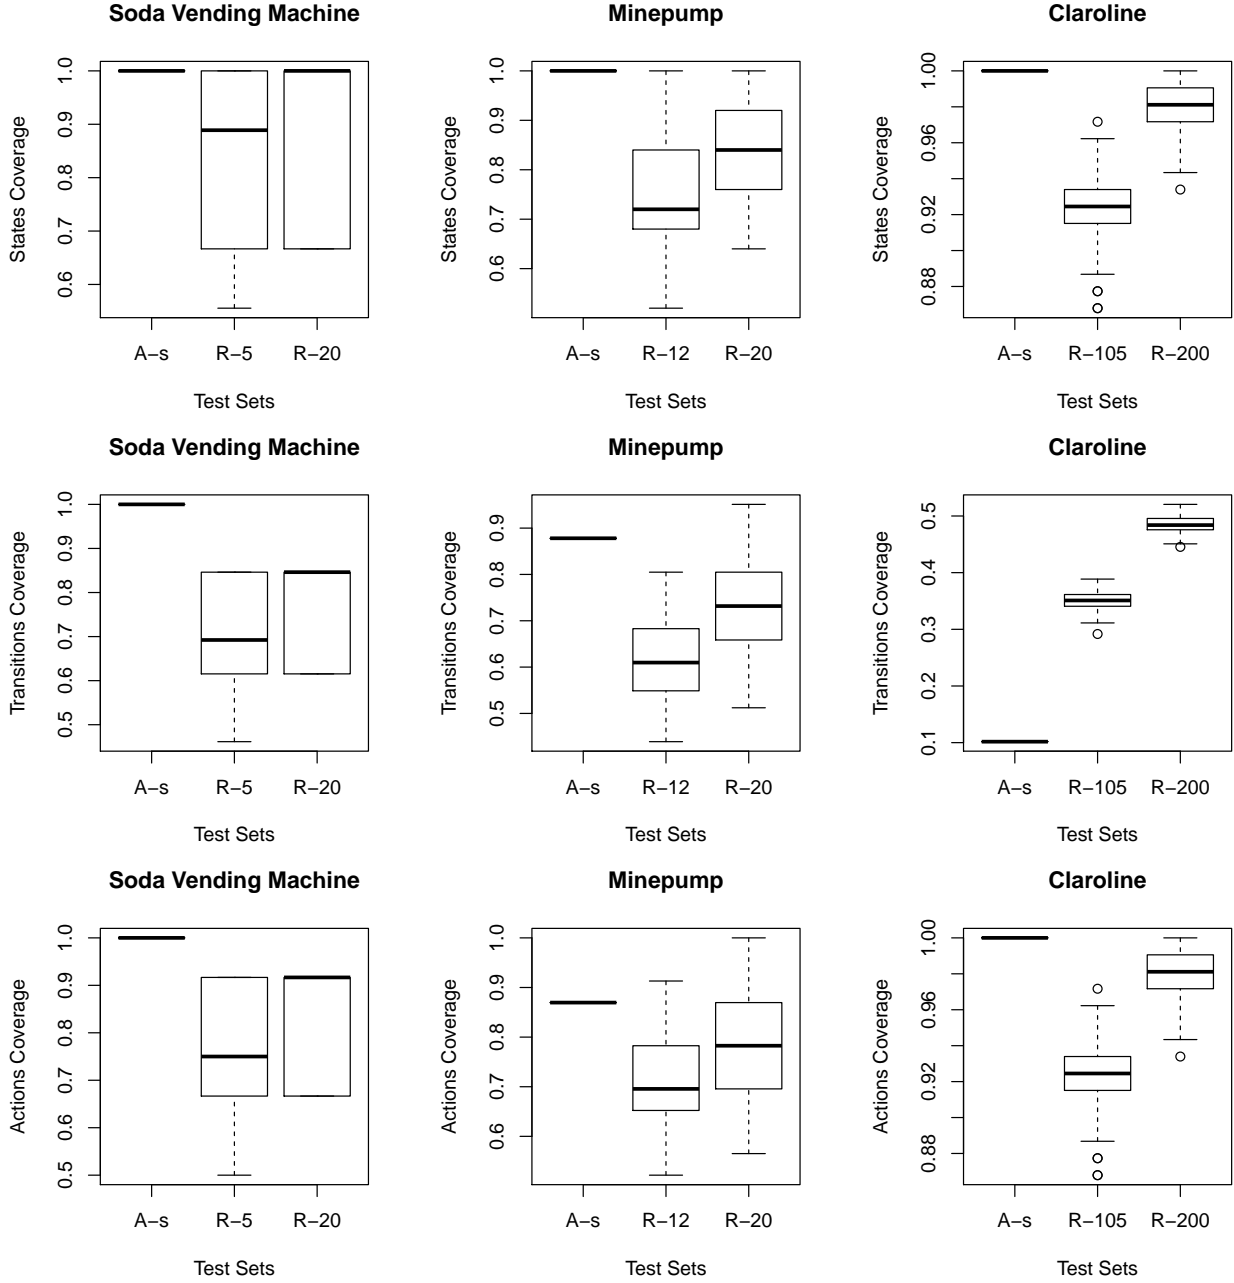 Soda Vending Machine
Minepump
Claroline
States Coverage
0.6 0.7 0.8 0.9 1.0
A−s R−5 R−20
Test Sets
States Coverage
0.6 0.7 0.8 0.9 1.0
A−s R−12 R−20
Test Sets
States Coverage
0.88 0.92 0.96 1.00
A−s R−105 R−200
Test Sets
Soda Vending Machine
Minepump
Claroline
Transitions Coverage
0.5 0.6 0.7 0.8 0.9 1.0
A−s R−5 R−20
Test Sets
Transitions Coverage
0.5 0.6 0.7 0.8 0.9
A−s R−12 R−20
Test Sets
Transitions Coverage
0.1 0.2 0.3 0.4 0.5
A−s R−105 R−200
Test Sets
Soda Vending Machine
Minepump
Claroline
Actions Coverage
0.5 0.6 0.7 0.8 0.9 1.0
A−s R−5 R−20
Test Sets
Actions Coverage
0.6 0.7 0.8 0.9 1.0
A−s R−12 R−20
Test Sets
Actions Coverage
0.88 0.92 0.96 1.00
A−s R−105 R−200
Test Sets